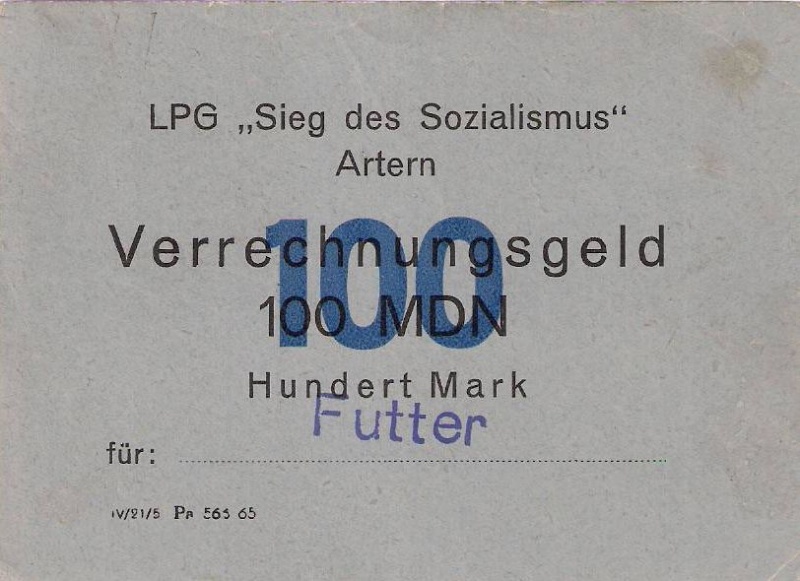 LPG „Sieg des Sozialismus“
Artern
100
Verrechnungsgeld
100 MDN
Hundert Mark
Futter
für:
IV/21/5 Pa 565 65